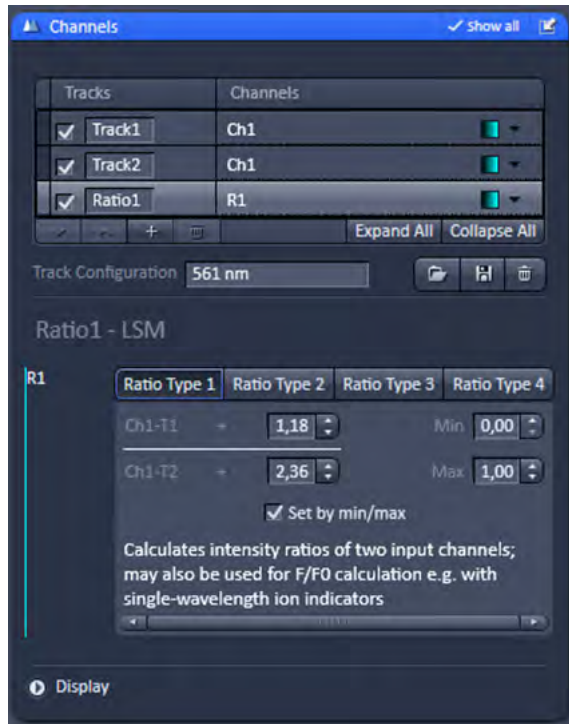 Channels
Show all
Tracks Channels
Track1 Ch1
Track2 Ch1
Ratio1 R1
+ Expand All Collapse All
Track Configuration 561 nm
Ratio1 - LSM
R1
Ratio Type 1 Ratio Type 2 Ratio Type 3 Ratio Type 4
Ch1-T1 + 1,18 Min 0,00
Ch1-T2 + 2,36 Max 1,00
Set by min/max
Calculates intensity ratios of two input channels;
may also be used for F/F0 calculation e.g. with
single-wavelength ion indicators
Display